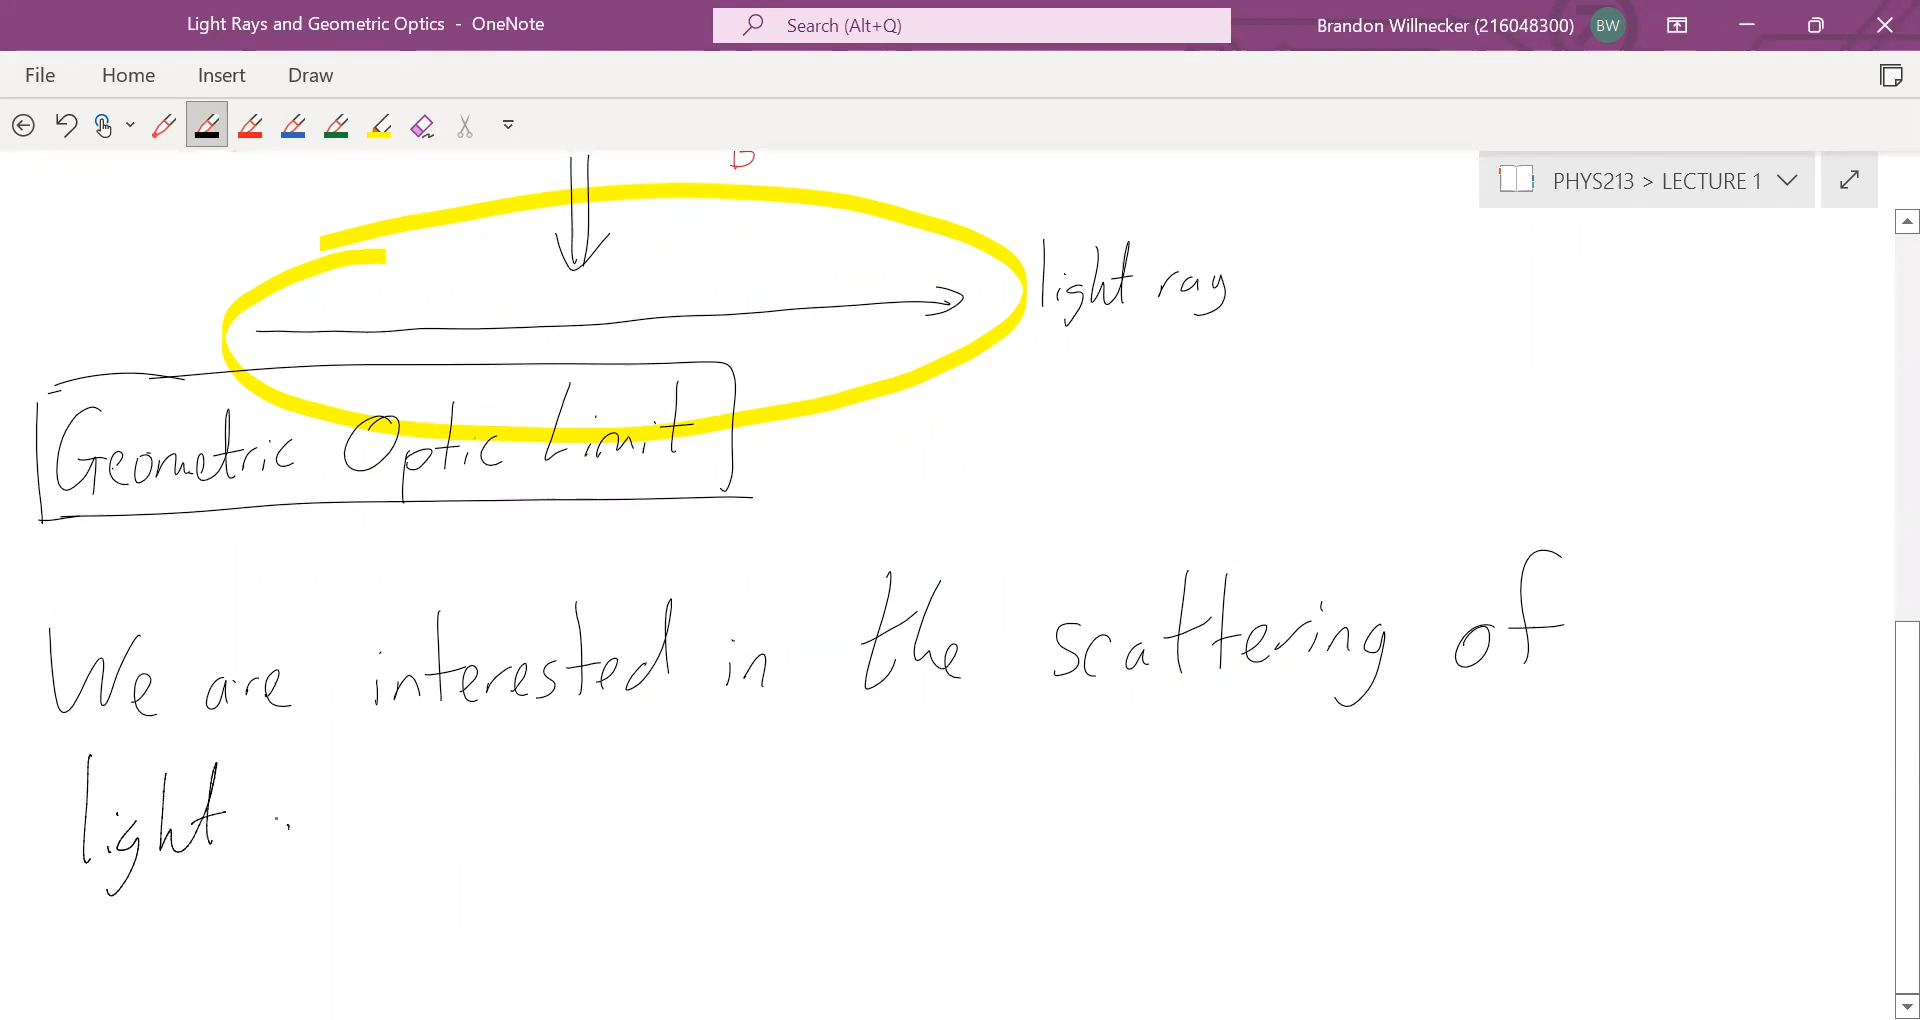 Light Rays and Geometric Optics - OneNote
Search (Alt+Q)
Brandon Willnecker (216048300)
BW
File Home Insert Draw
B
PHYS213 > LECTURE 1
light ray
Geometric Optic Limit
We are interested in the scattering of
light